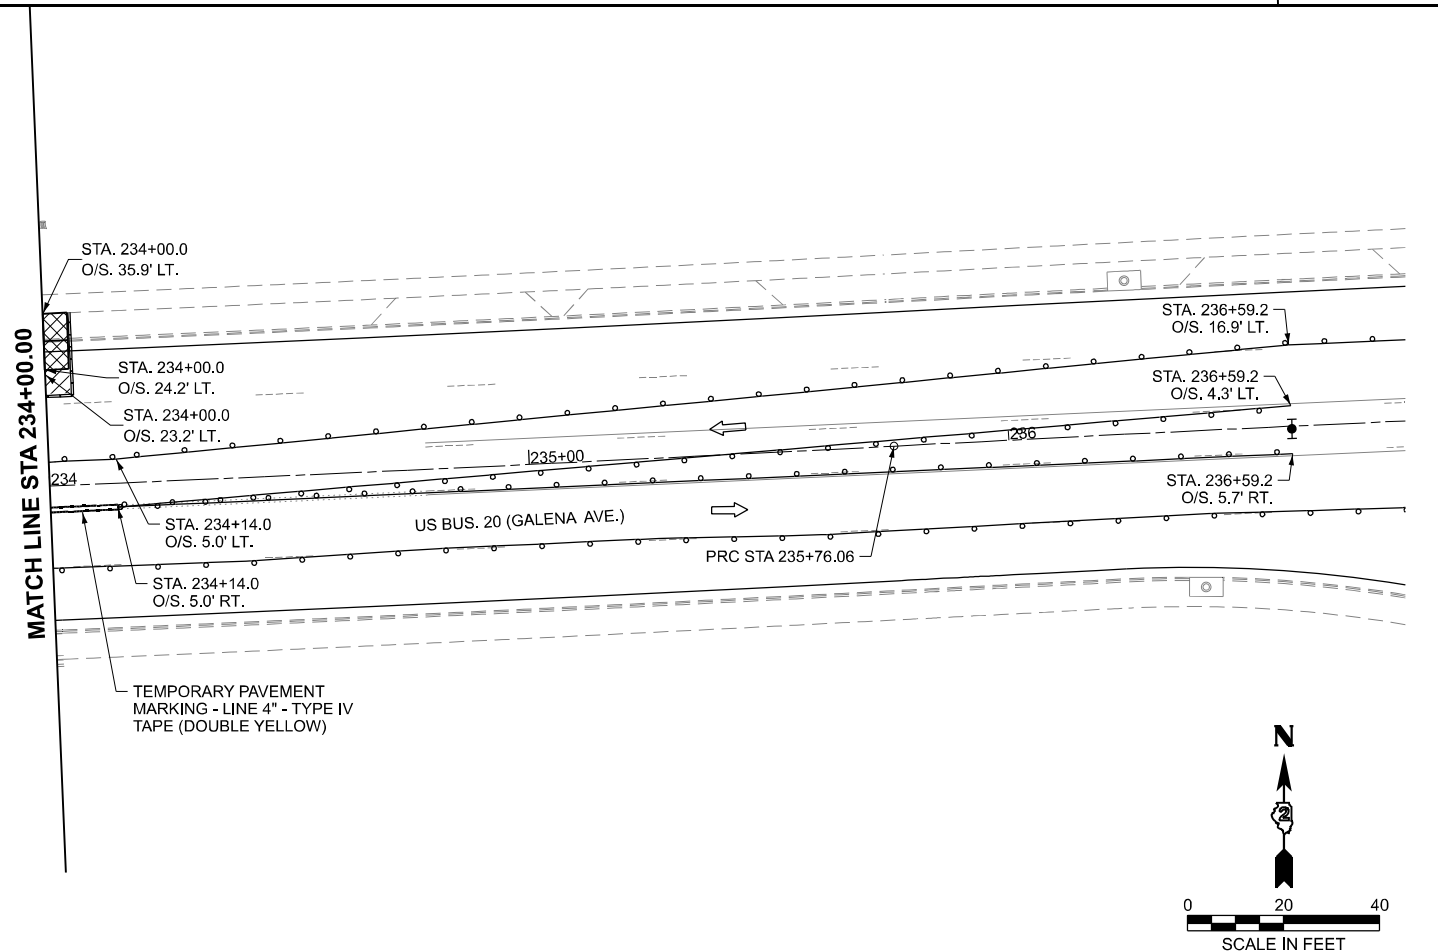 MATCH LINE STA 234+00.00
STA. 234+00.0
O/S. 35.9' LT.
STA. 234+00.0
O/S. 24.2' LT.
STA. 234+00.0
O/S. 23.2' LT.
STA. 236+59.2
O/S. 16.9' LT.
STA. 236+59.2
O/S. 4.3' LT.
234
235+00
236
STA. 236+59.2
O/S. 5.7' RT.
STA. 234+14.0
O/S. 5.0' LT.
US BUS. 20 (GALENA AVE.)
PRC STA 235+76.06
STA. 234+14.0
O/S. 5.0' RT.
TEMPORARY PAVEMENT
MARKING - LINE 4" - TYPE IV
TAPE (DOUBLE YELLOW)
N
2
0 20 40
SCALE IN FEET